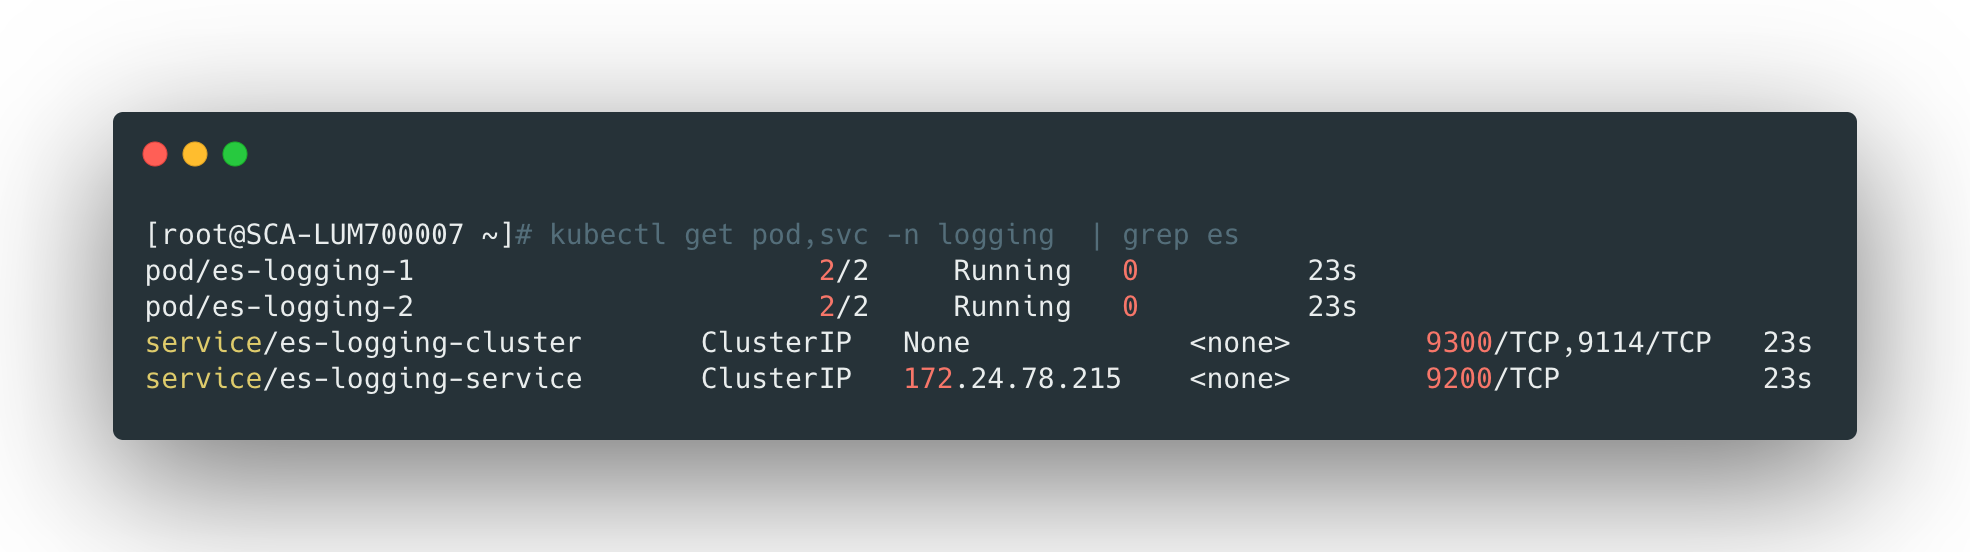 [root@SCA-LUM700007 ~]# kubectl get pod,svc -n logging  | grep es
pod/es-logging-1                        2/2     Running   0          23s
pod/es-logging-2                        2/2     Running   0          23s
service/es-logging-cluster       ClusterIP   None             <none>        9300/TCP,9114/TCP   23s
service/es-logging-service       ClusterIP   172.24.78.215    <none>        9200/TCP            23s